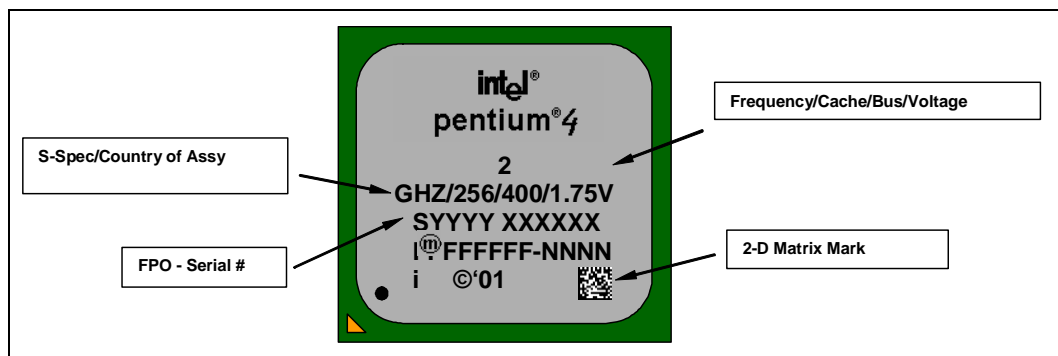 intel®
pentium®4
2
GHZ/256/400/1.75V
SYYYY XXXXXX
FFFFFF-NNNN
i ©‘01
Frequency/Cache/Bus/Voltage
S-Spec/Country of Assy
FPO - Serial #
2-D Matrix Mark